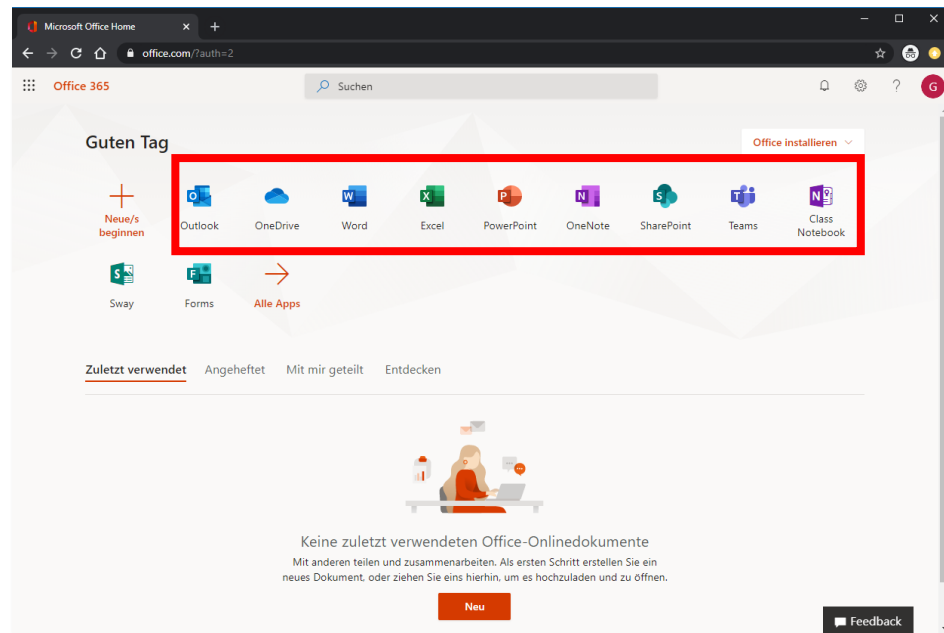 Microsoft Office Home
office.com/?auth=2
Office 365
Suchen
?
G
Guten Tag
Office installieren
Neue/s
beginnen
O
Outlook
OneDrive
W
Word
X
Excel
P
PowerPoint
N
OneNote
S
SharePoint
T
Teams
N
Class
Notebook
S
Sway
F
Forms
Alle Apps
Zuletzt verwendet Angeheftet Mit mir geteilt Entdecken
Keine zuletzt verwendeten Office-Onlinedokumente
Mit anderen teilen und zusammenarbeiten. Als ersten Schritt erstellen Sie ein
neues Dokument, oder ziehen Sie eins hierhin, um es hochzuladen und zu öffnen.
Neu
Feedback